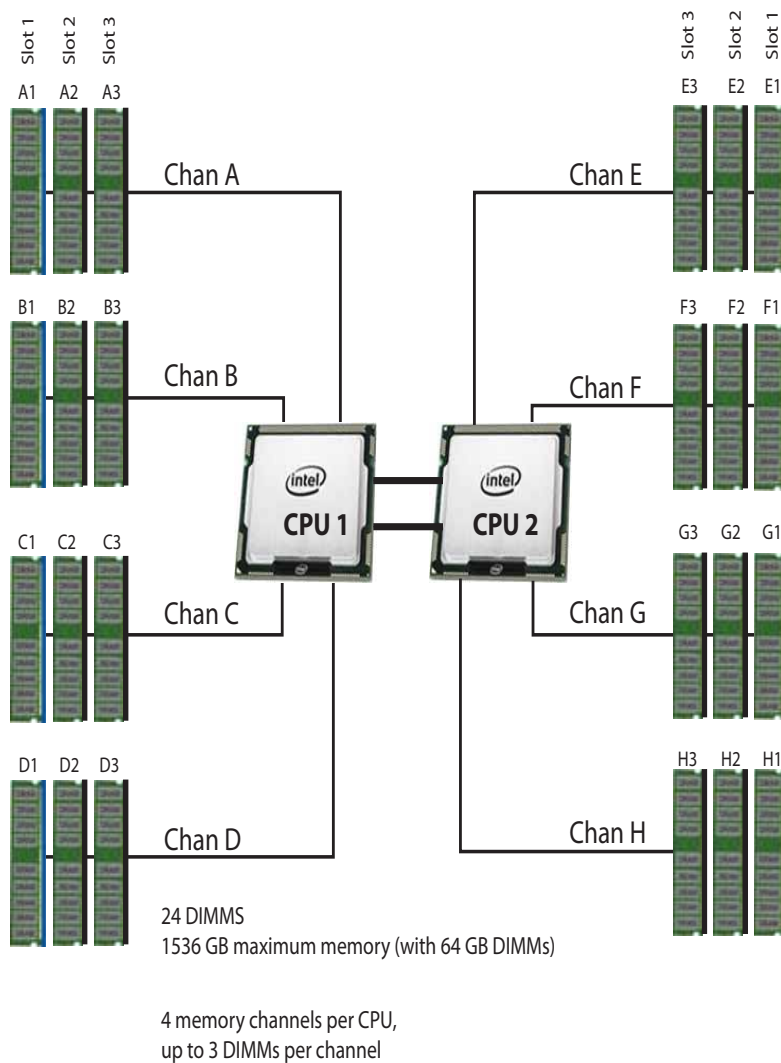 Slot 1
Slot 2
Slot 3
Slot 3
Slot 2
Slot 1
A1 A2 A3
E3 E2 E1
Chan A
Chan E
B1 B2 B3
F3 F2 F1
Chan B
Chan F
intel
CPU 1
intel
CPU 2
C1 C2 C3
G3 G2 G1
Chan C
Chan G
D1 D2 D3
H3 H2 H1
Chan D
Chan H
24 DIMMS
1536 GB maximum memory (with 64 GB DIMMs)
4 memory channels per CPU,
up to 3 DIMMs per channel